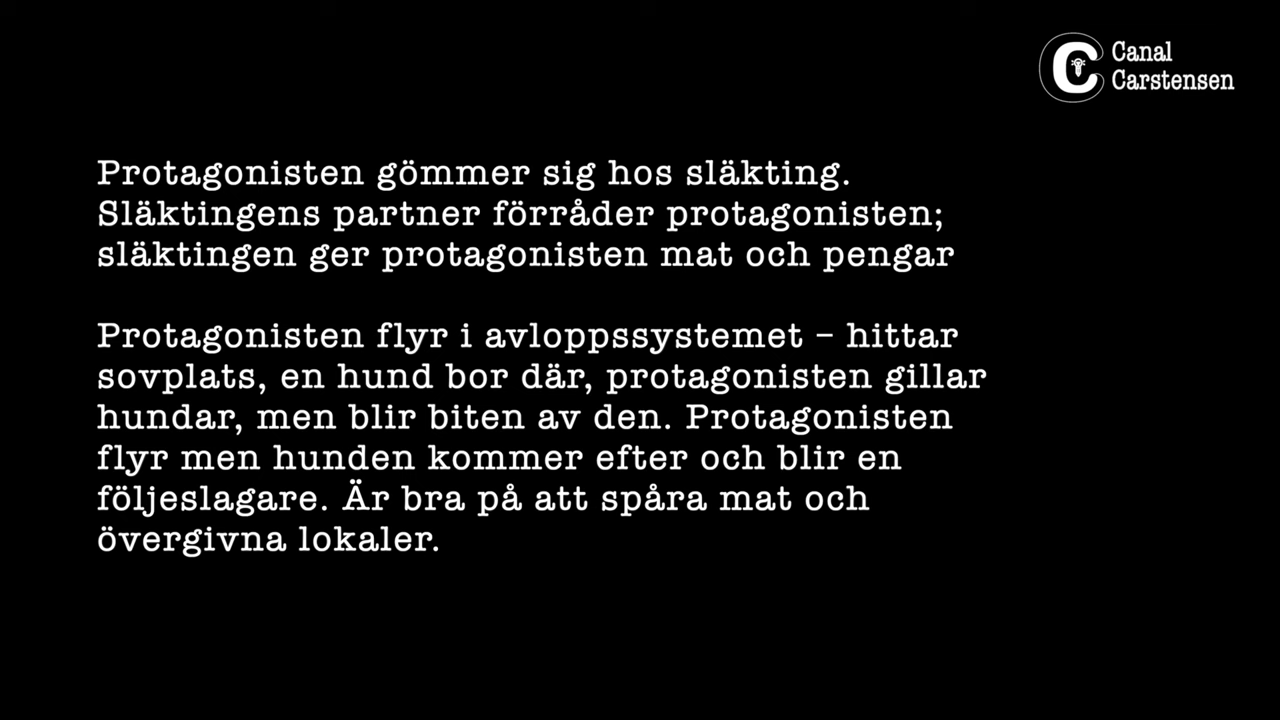 Canal
Carstensen
Protagonisten gömmer sig hos släkting.
Släktingens partner förråder protagonisten;
släktingen ger protagonisten mat och pengar
Protagonisten flyr i avloppssystemet – hittar
sovplats, en hund bor där, protagonisten gillar
hundar, men blir biten av den. Protagonisten
flyr men hunden kommer efter och blir en
följeslagare. Är bra på att spåra mat och
övergivna lokaler.